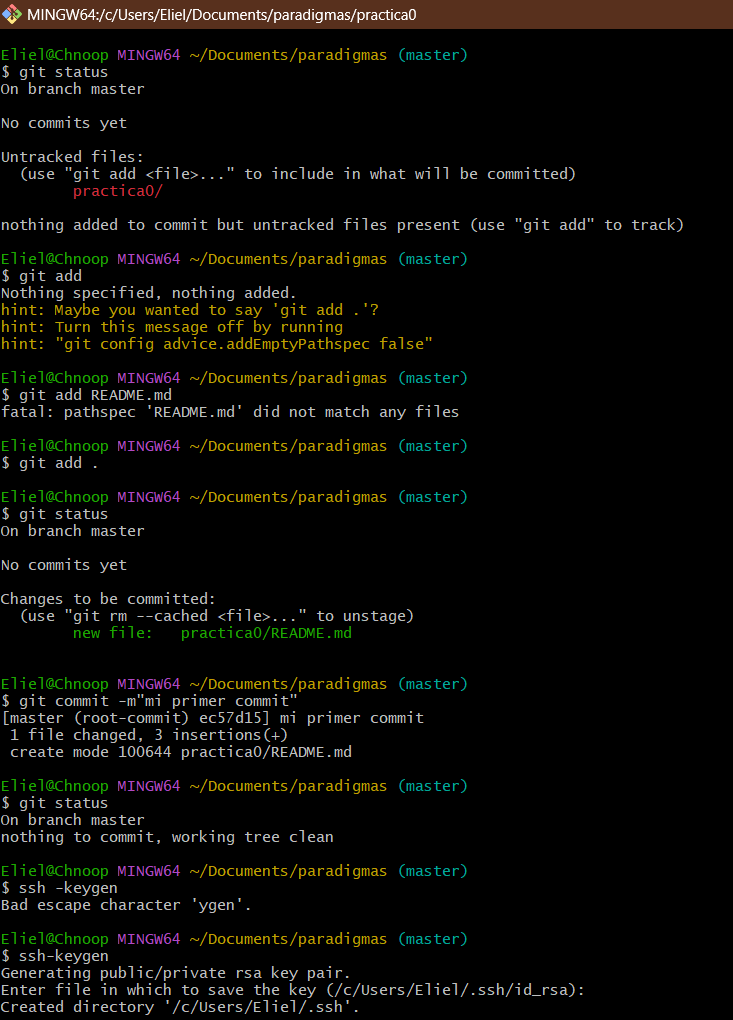 MINGW64:/c/Users/Eliel/Documents/paradigmas/practica0
Eliel@Chnoop MINGW64 ~/Documents/paradigmas (master)
$ git status
On branch master
No commits yet
Untracked files:
  (use "git add <file>..." to include in what will be committed)
        practica0/
nothing added to commit but untracked files present (use "git add" to track)
Eliel@Chnoop MINGW64 ~/Documents/paradigmas (master)
$ git add
Nothing specified, nothing added.
hint: Maybe you wanted to say 'git add .'?
hint: Turn this message off by running
hint: "git config advice.addEmptyPathspec false"
Eliel@Chnoop MINGW64 ~/Documents/paradigmas (master)
$ git add README.md
fatal: pathspec 'README.md' did not match any files
Eliel@Chnoop MINGW64 ~/Documents/paradigmas (master)
$ git add .
Eliel@Chnoop MINGW64 ~/Documents/paradigmas (master)
$ git status
On branch master
No commits yet
Changes to be committed:
  (use "git rm --cached <file>..." to unstage)
        new file:   practica0/README.md
Eliel@Chnoop MINGW64 ~/Documents/paradigmas (master)
$ git commit -m"mi primer commit"
[master (root-commit) ec57d15] mi primer commit
 1 file changed, 3 insertions(+)
 create mode 100644 practica0/README.md
Eliel@Chnoop MINGW64 ~/Documents/paradigmas (master)
$ git status
On branch master
nothing to commit, working tree clean
Eliel@Chnoop MINGW64 ~/Documents/paradigmas (master)
$ ssh -keygen
Bad escape character 'ygen'.
Eliel@Chnoop MINGW64 ~/Documents/paradigmas (master)
$ ssh-keygen
Generating public/private rsa key pair.
Enter file in which to save the key (/c/Users/Eliel/.ssh/id_rsa):
Created directory '/c/Users/Eliel/.ssh'.